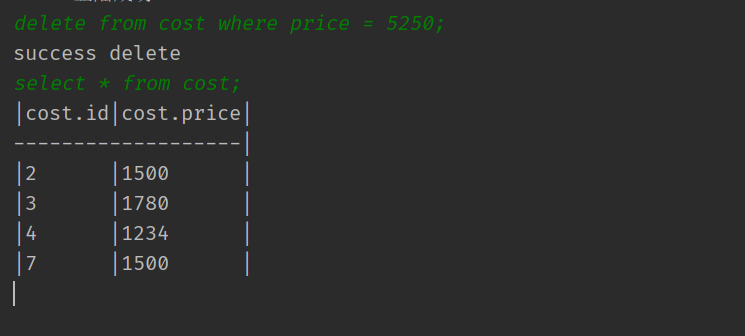 delete from cost where price = 5250;
success delete
select * from cost;
|cost.id|cost.price|
-------------------|
|2      |1500      |
|3      |1780      |
|4      |1234      |
|7      |1500      |